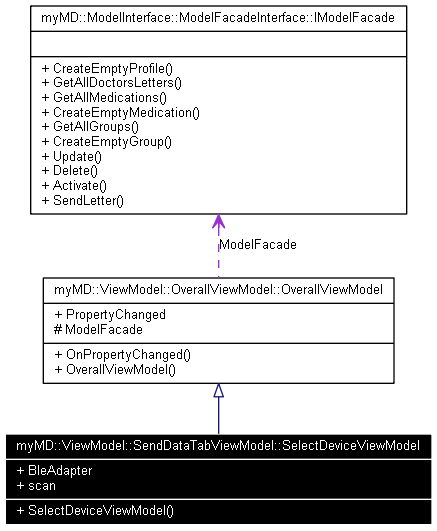 myMD::ModelInterface::ModelFacadeInterface::IModelFacade
+ CreateEmptyProfile()
+ GetAllDoctorsLetters()
+ GetAllMedications()
+ CreateEmptyMedication()
+ GetAllGroups()
+ CreateEmptyGroup()
+ Update()
+ Delete()
+ Activate()
+ SendLetter()
ModelFacade
myMD::ViewModel::OverallViewModel::OverallViewModel
+ PropertyChanged
# ModelFacade
+ OnPropertyChanged()
+ OverallViewModel()
myMD::ViewModel::SendDataTabViewModel::SelectDeviceViewModel
+ BleAdapter
+ scan
+ SelectDeviceViewModel()